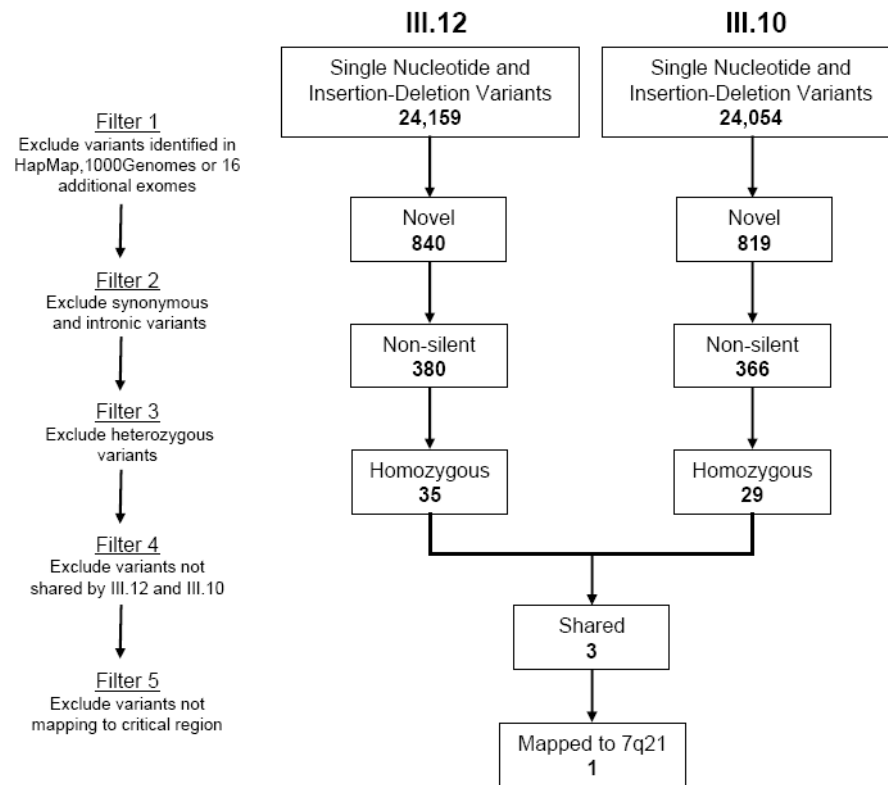 III.12
III.10
Single Nucleotide and
Insertion-Deletion Variants
24,159
Single Nucleotide and
Insertion-Deletion Variants
24,054
Filter 1
Exclude variants identified in
HapMap,1000Genomes or 16
additional exomes
Novel
840
Novel
819
Filter 2
Exclude synonymous
and intronic variants
Non-silent
380
Non-silent
366
Filter 3
Exclude heterozygous
variants
Homozygous
35
Homozygous
29
Filter 4
Exclude variants not
shared by III.12 and III.10
Shared
3
Filter 5
Exclude variants not
mapping to critical region
Mapped to 7q21
1